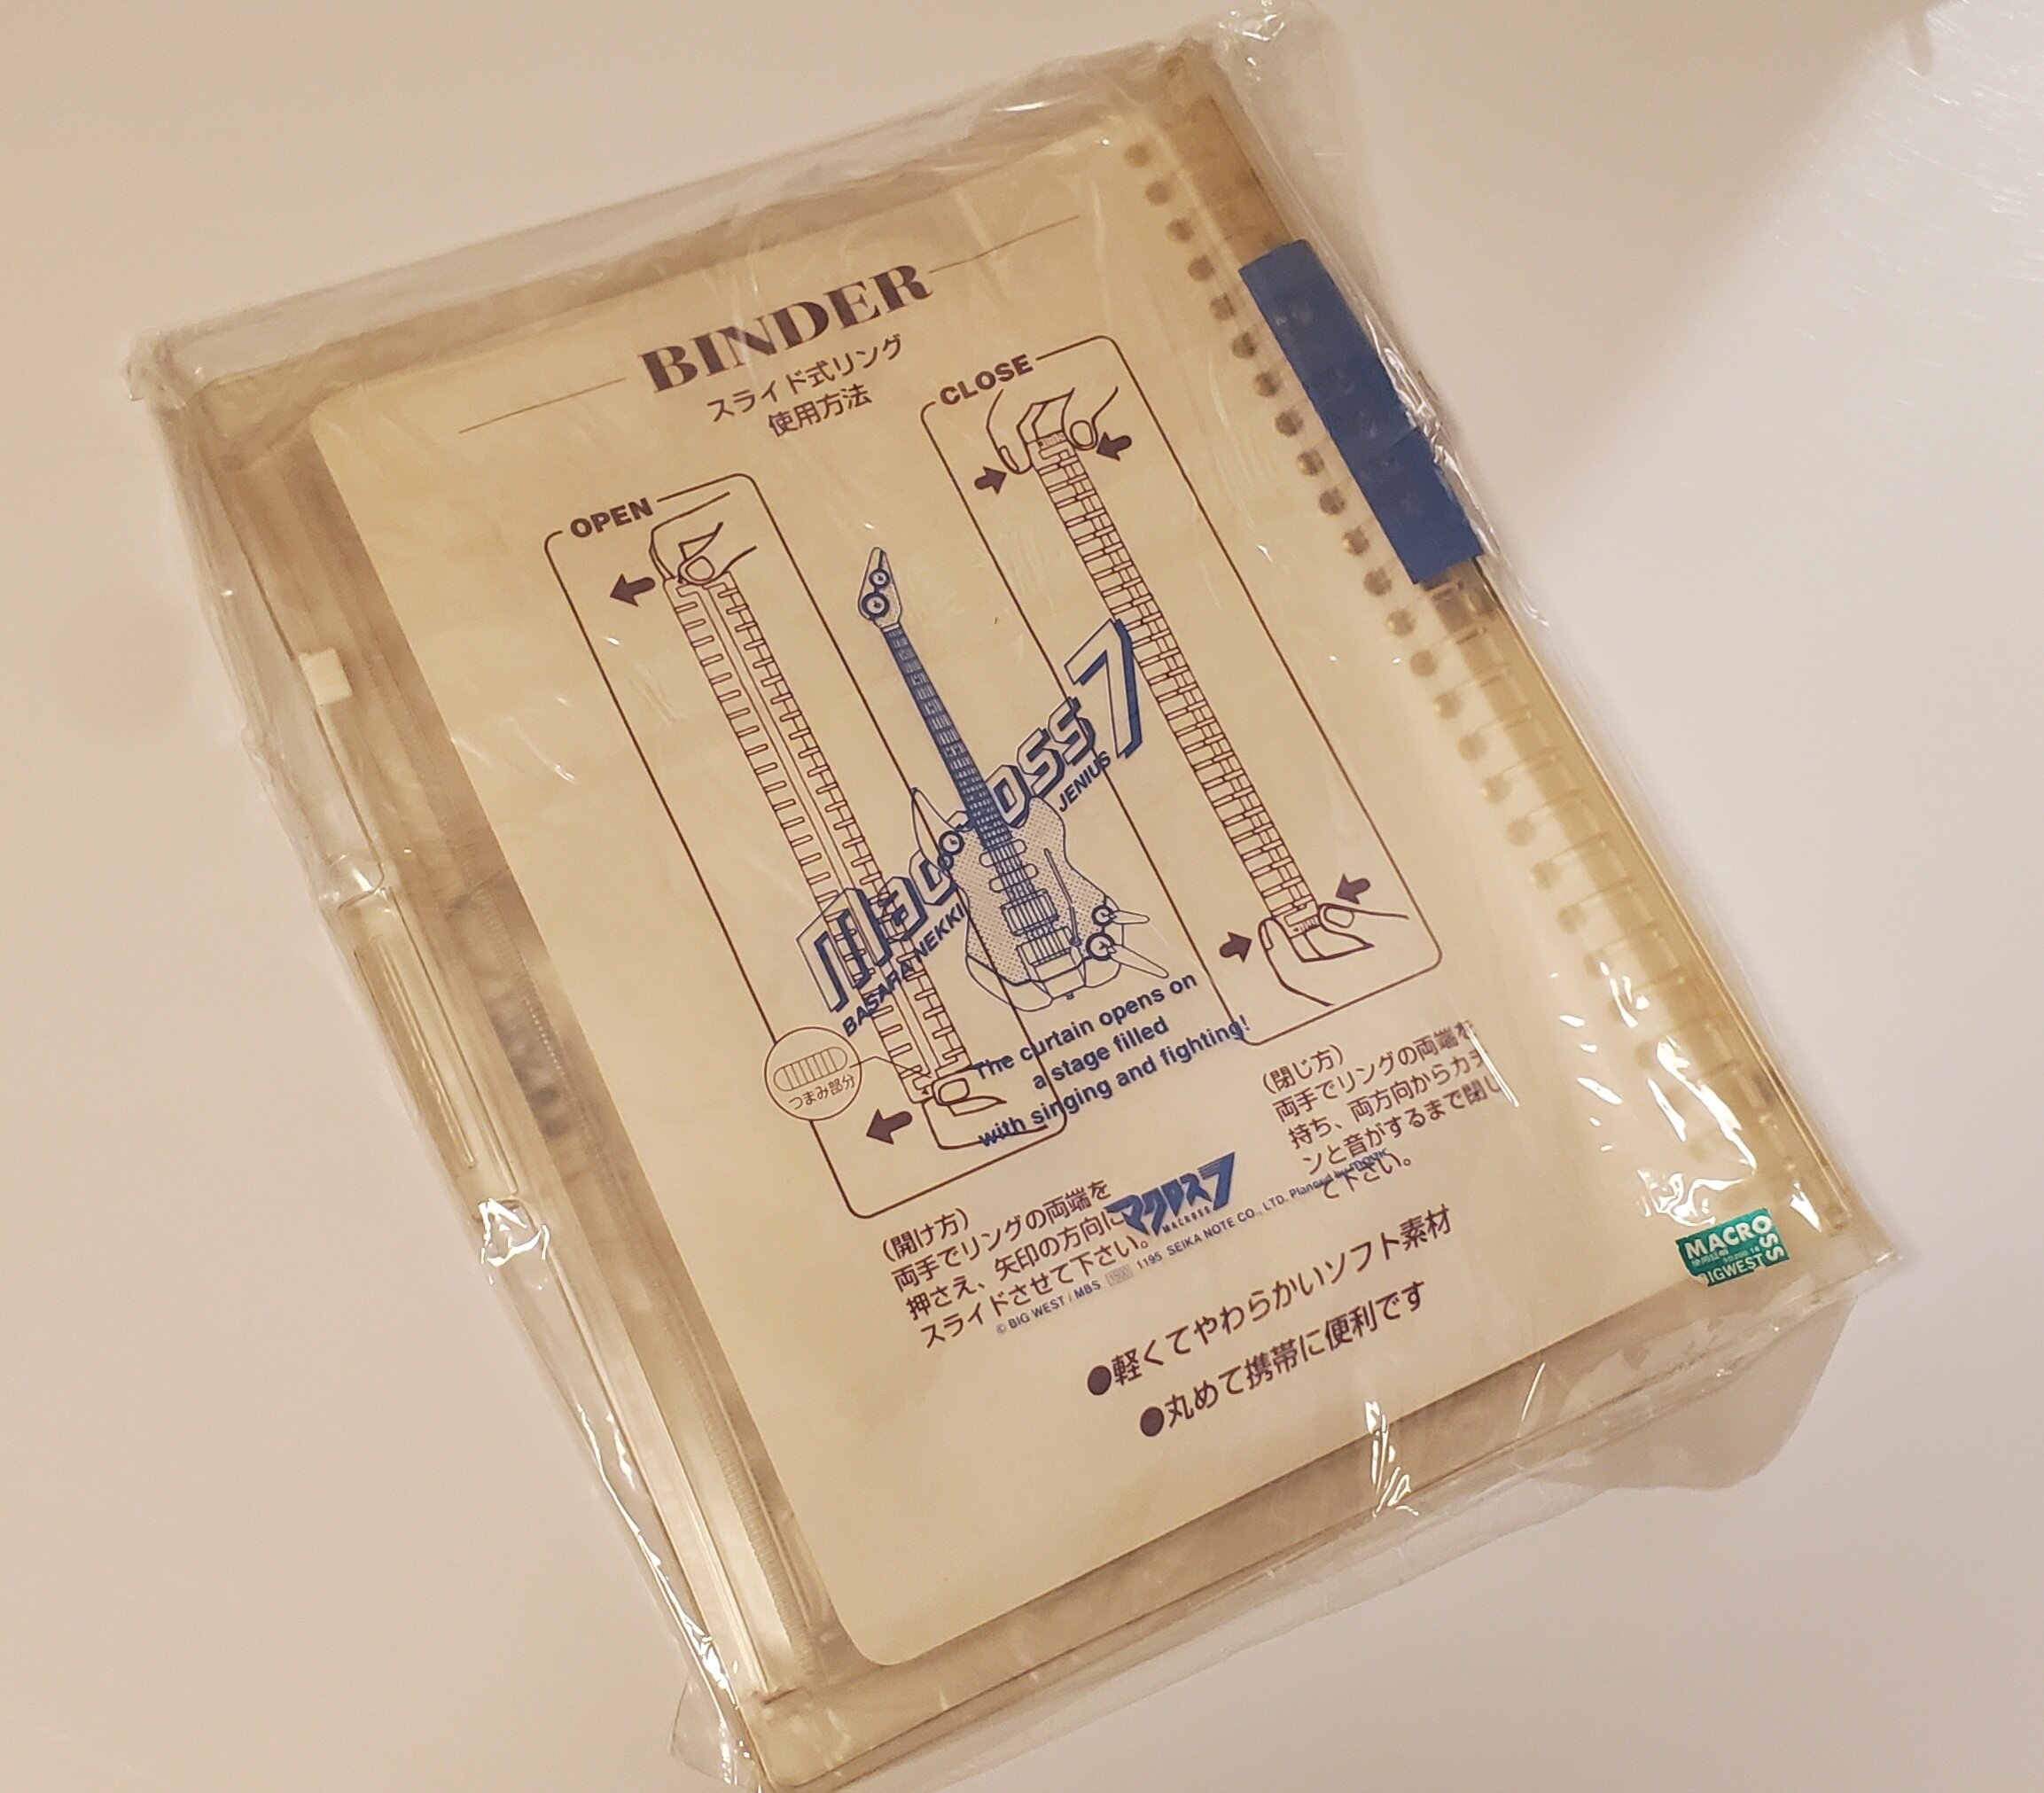 BINDER
スライド式リング
使用方法
OPEN
CLOSE
Macross 7
BASARA NEKKI
JENIUS
つまみ部分
The curtain opens on
a stage filled
with singing and fighting!
(開け方)
両手でリングの両端を
押さえ、矢印の方向に
スライドさせて下さい。
(閉じ方)
両手でリングの両端を
持ち、両方向からカチ
ンと音がするまで閉じ
て下さい。
マクロス7
MACROSS 7
© BIG WEST / MBS 1500 1195 SEIKA NOTE CO., LTD. Planned by
●軽くてやわらかいソフト素材
●丸めて携帯に便利です
MACROSS
BIGWEST